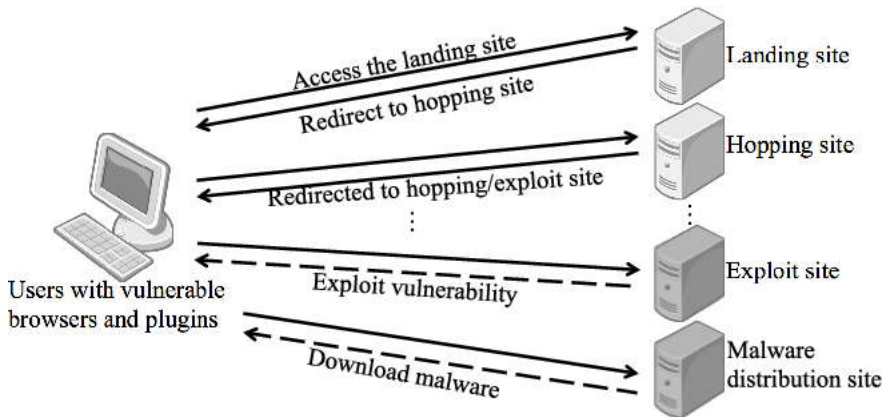 Access the landing site
Landing site
Redirect to hopping site
Hopping site
Redirected to hopping/exploit site
Exploit site
Exploit vulnerability
Users with vulnerable
browsers and plugins
Download malware
Malware
distribution site